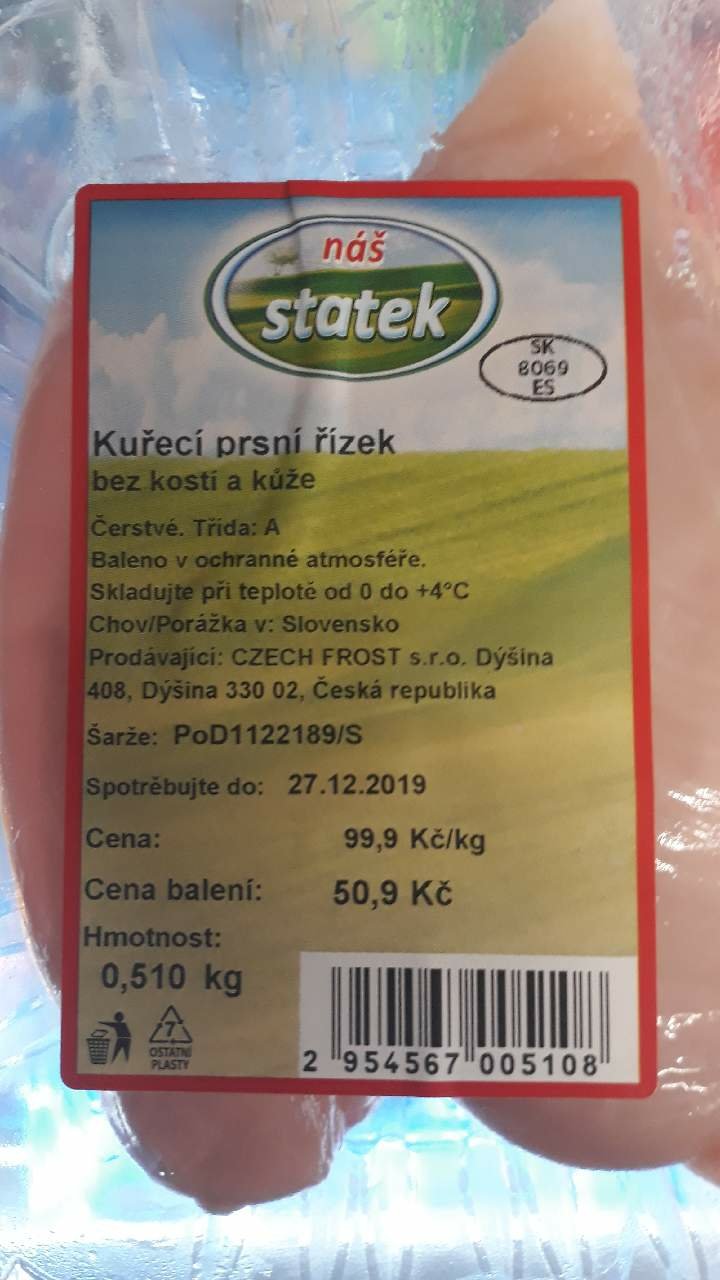 náš
statek
SK
8069
ES
Kuřecí prsní řízek
bez kosti a kůže
Čerstvé. Třída: A
Baleno v ochranné atmosféře.
Skladujte při teplotě od 0 do +4°C
Chov/Porážka v: Slovensko
Prodávající: CZECH FROST s.r.o. Dýšina
408, Dýšina 330 02, Česká republika
Šarže: PoD1122189/S
Spotřebujte do: 27.12.2019
Cena: 99,9 Kč/kg
Cena balení: 50,9 Kč
Hmotnost:
0,510 kg
7
OSTATNÍ
PLASTY
2 954567 005108